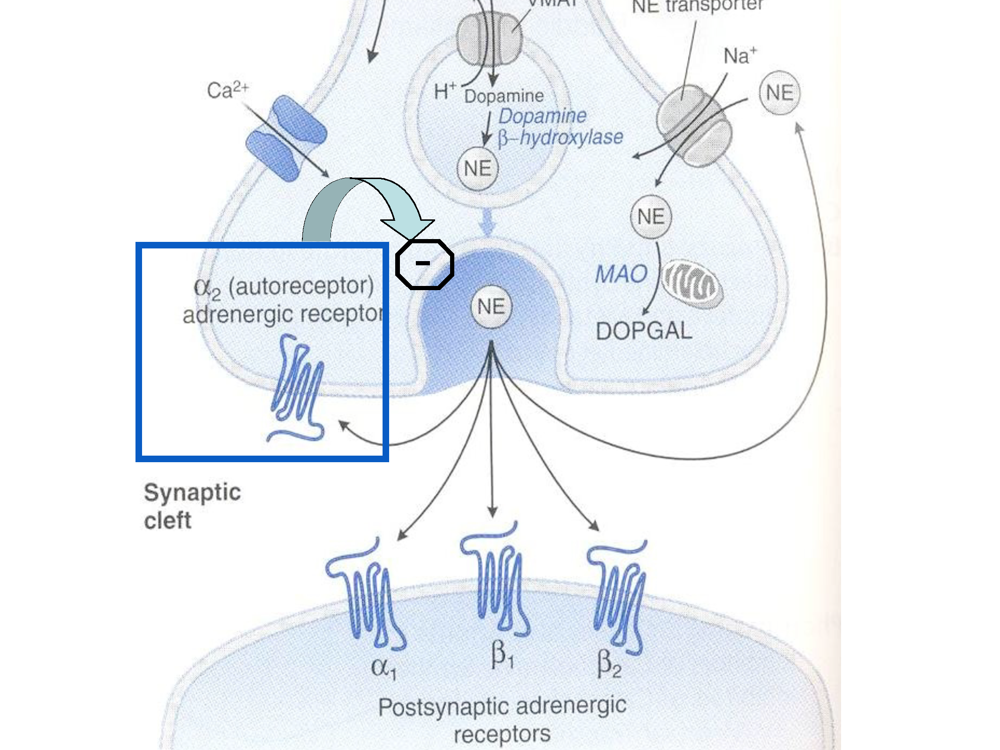 VMAT
NE transporter
Na⁺
NE
Ca²⁺
H⁺
Dopamine
Dopamine
β–hydroxylase
NE
NE
-
α₂ (autoreceptor)
adrenergic receptor
NE
MAO
DOPGAL
Synaptic
cleft
α₁
β₁
β₂
Postsynaptic adrenergic
receptors